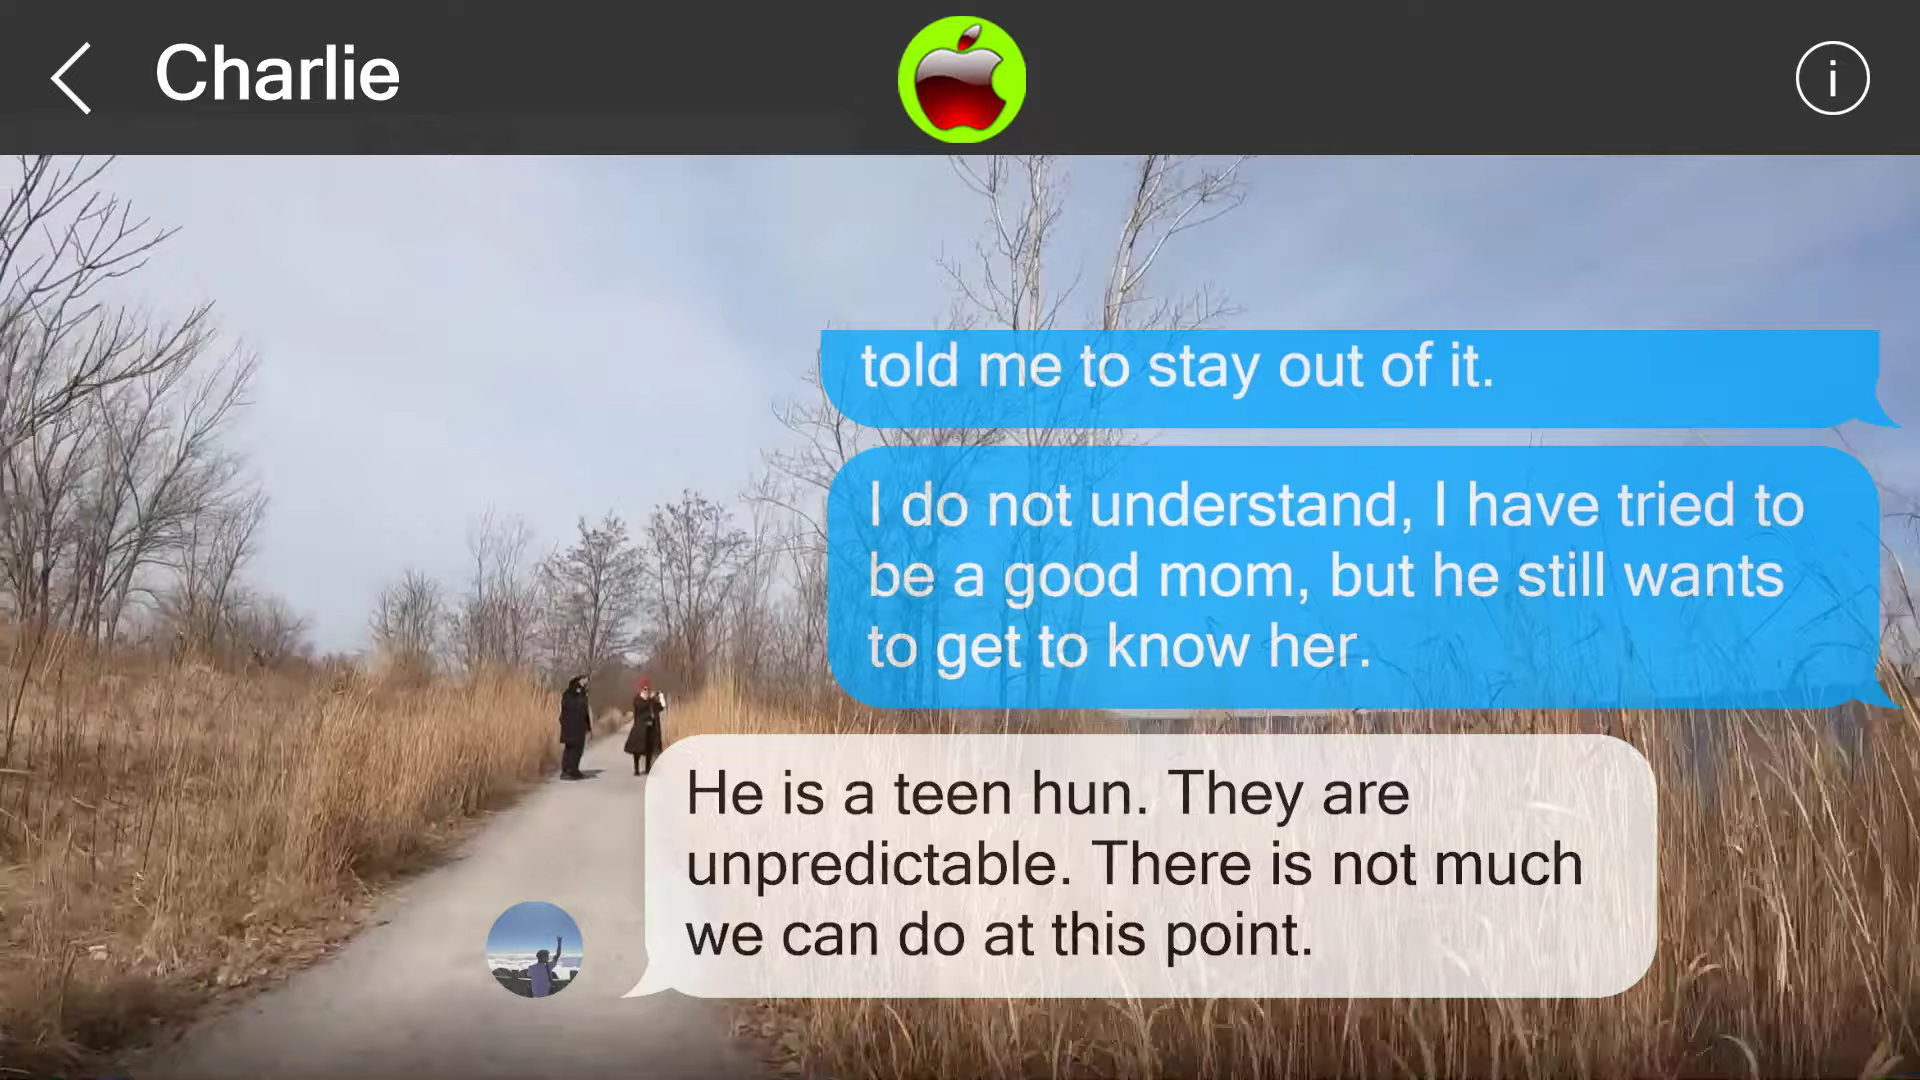 Charlie
told me to stay out of it.
I do not understand, I have tried to
be a good mom, but he still wants
to get to know her.
He is a teen hun. They are
unpredictable. There is not much
we can do at this point.